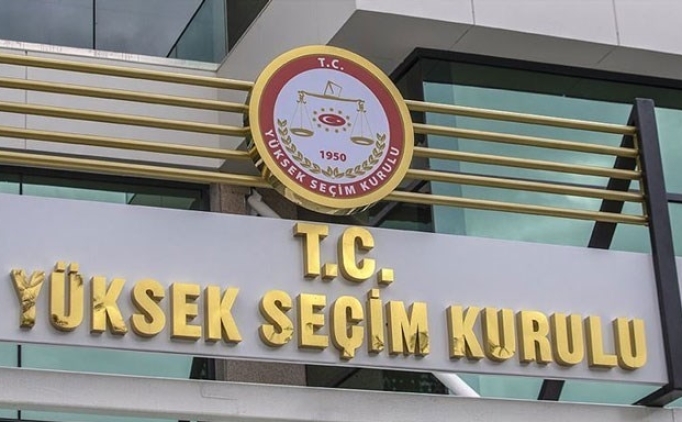 T.C.
1950
YÜKSEK SEÇİM KURULU
T.C.
YÜKSEK SEÇİM KURULU